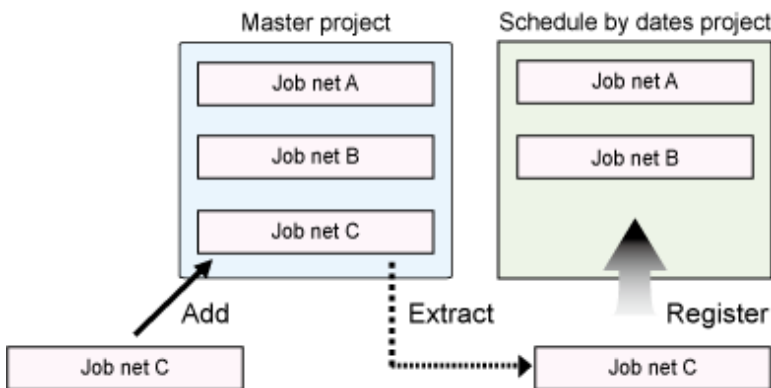 Master project
Schedule by dates project
Job net A
Job net A
Job net B
Job net B
Job net C
Add
Extract
Register
Job net C
Job net C